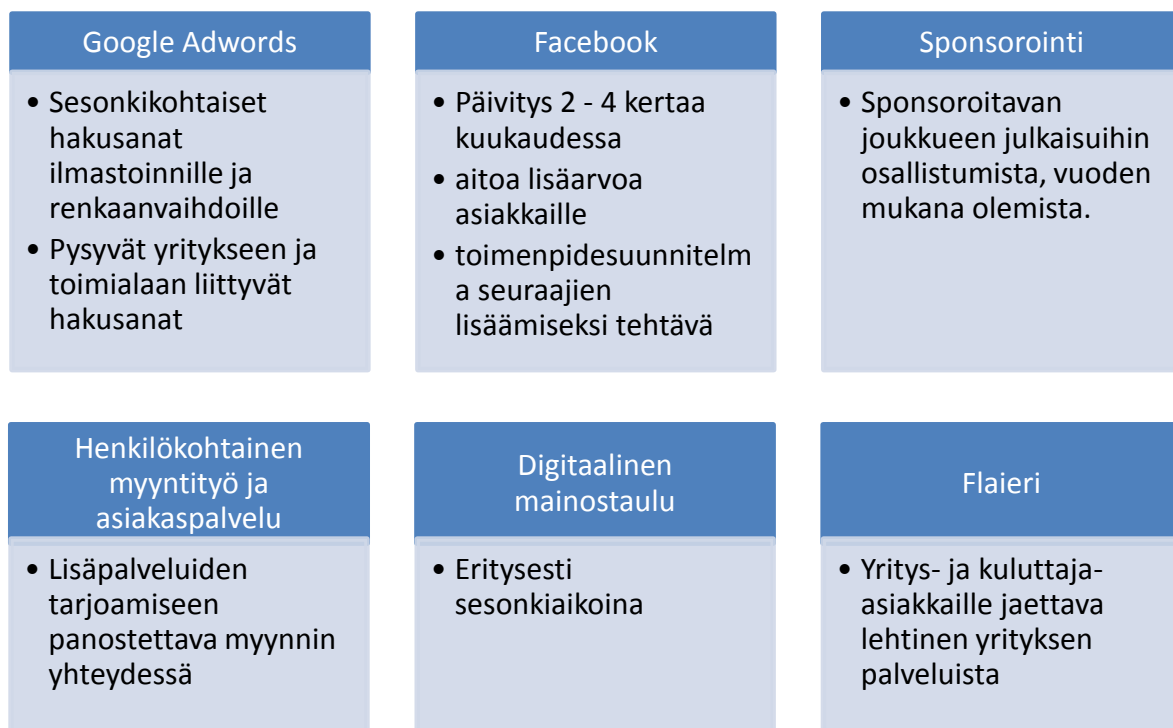 Google Adwords
• Sesonkikohtaiset
hakusanat
ilmastoinnille ja
renkaanvaihdoille
• Pysyvät yritykseen ja
toimialaan liittyvät
hakusanat
Facebook
• Päivitys 2 - 4 kertaa
kuukaudessa
• aitoa lisäarvoa
asiakkaille
• toimenpidesuunnitelm
a seuraajien
lisäämiseksi tehtävä
Sponsorointi
• Sponsoroitavan
joukkueen julkaisuihin
osallistumista, vuoden
mukana olemista.
Henkilökohtainen
myyntityö ja
asiakaspalvelu
• Lisäpalveluiden
tarjoamiseen
panostettava myynnin
yhteydessä
Digitaalinen
mainostaulu
• Eritysesti
sesonkiaikoina
Flaieri
• Yritys- ja kuluttaja-
asiakkaille jaettava
lehtinen yrityksen
palveluista